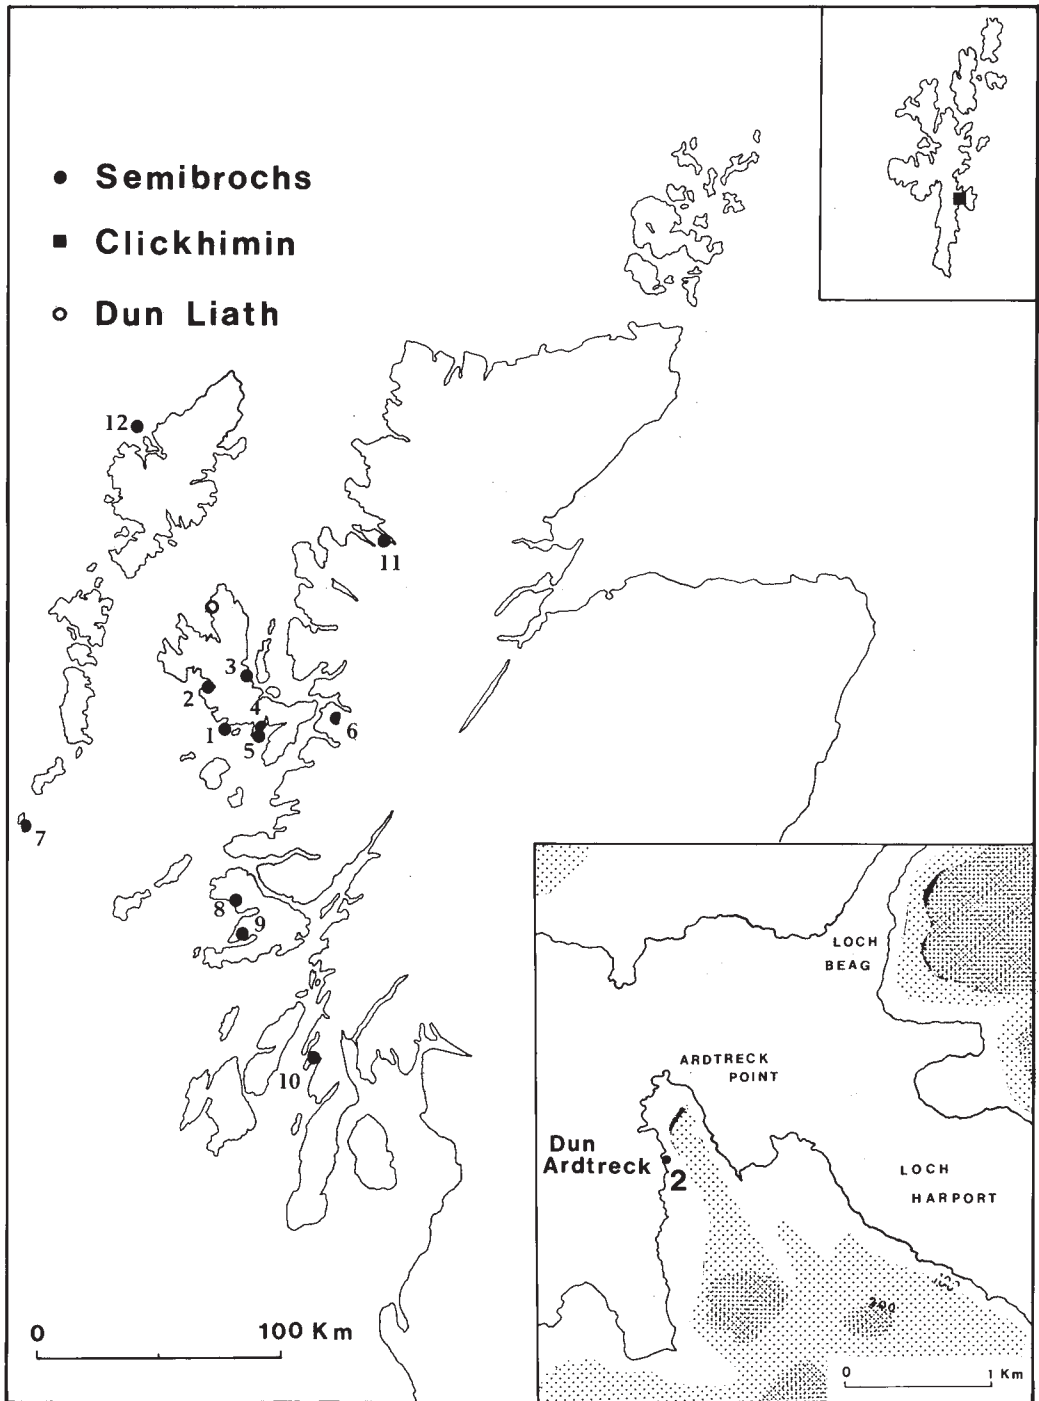 Semibrochs
Clickhimin
Dun Liath
12
11
3
2
4
1
5
6
7
8
9
10
LOCH
BEAG
ARDTRECK
POINT
Dun
Ardtreck
2
LOCH
HARPORT
100
200
0 100 Km
0 1 Km